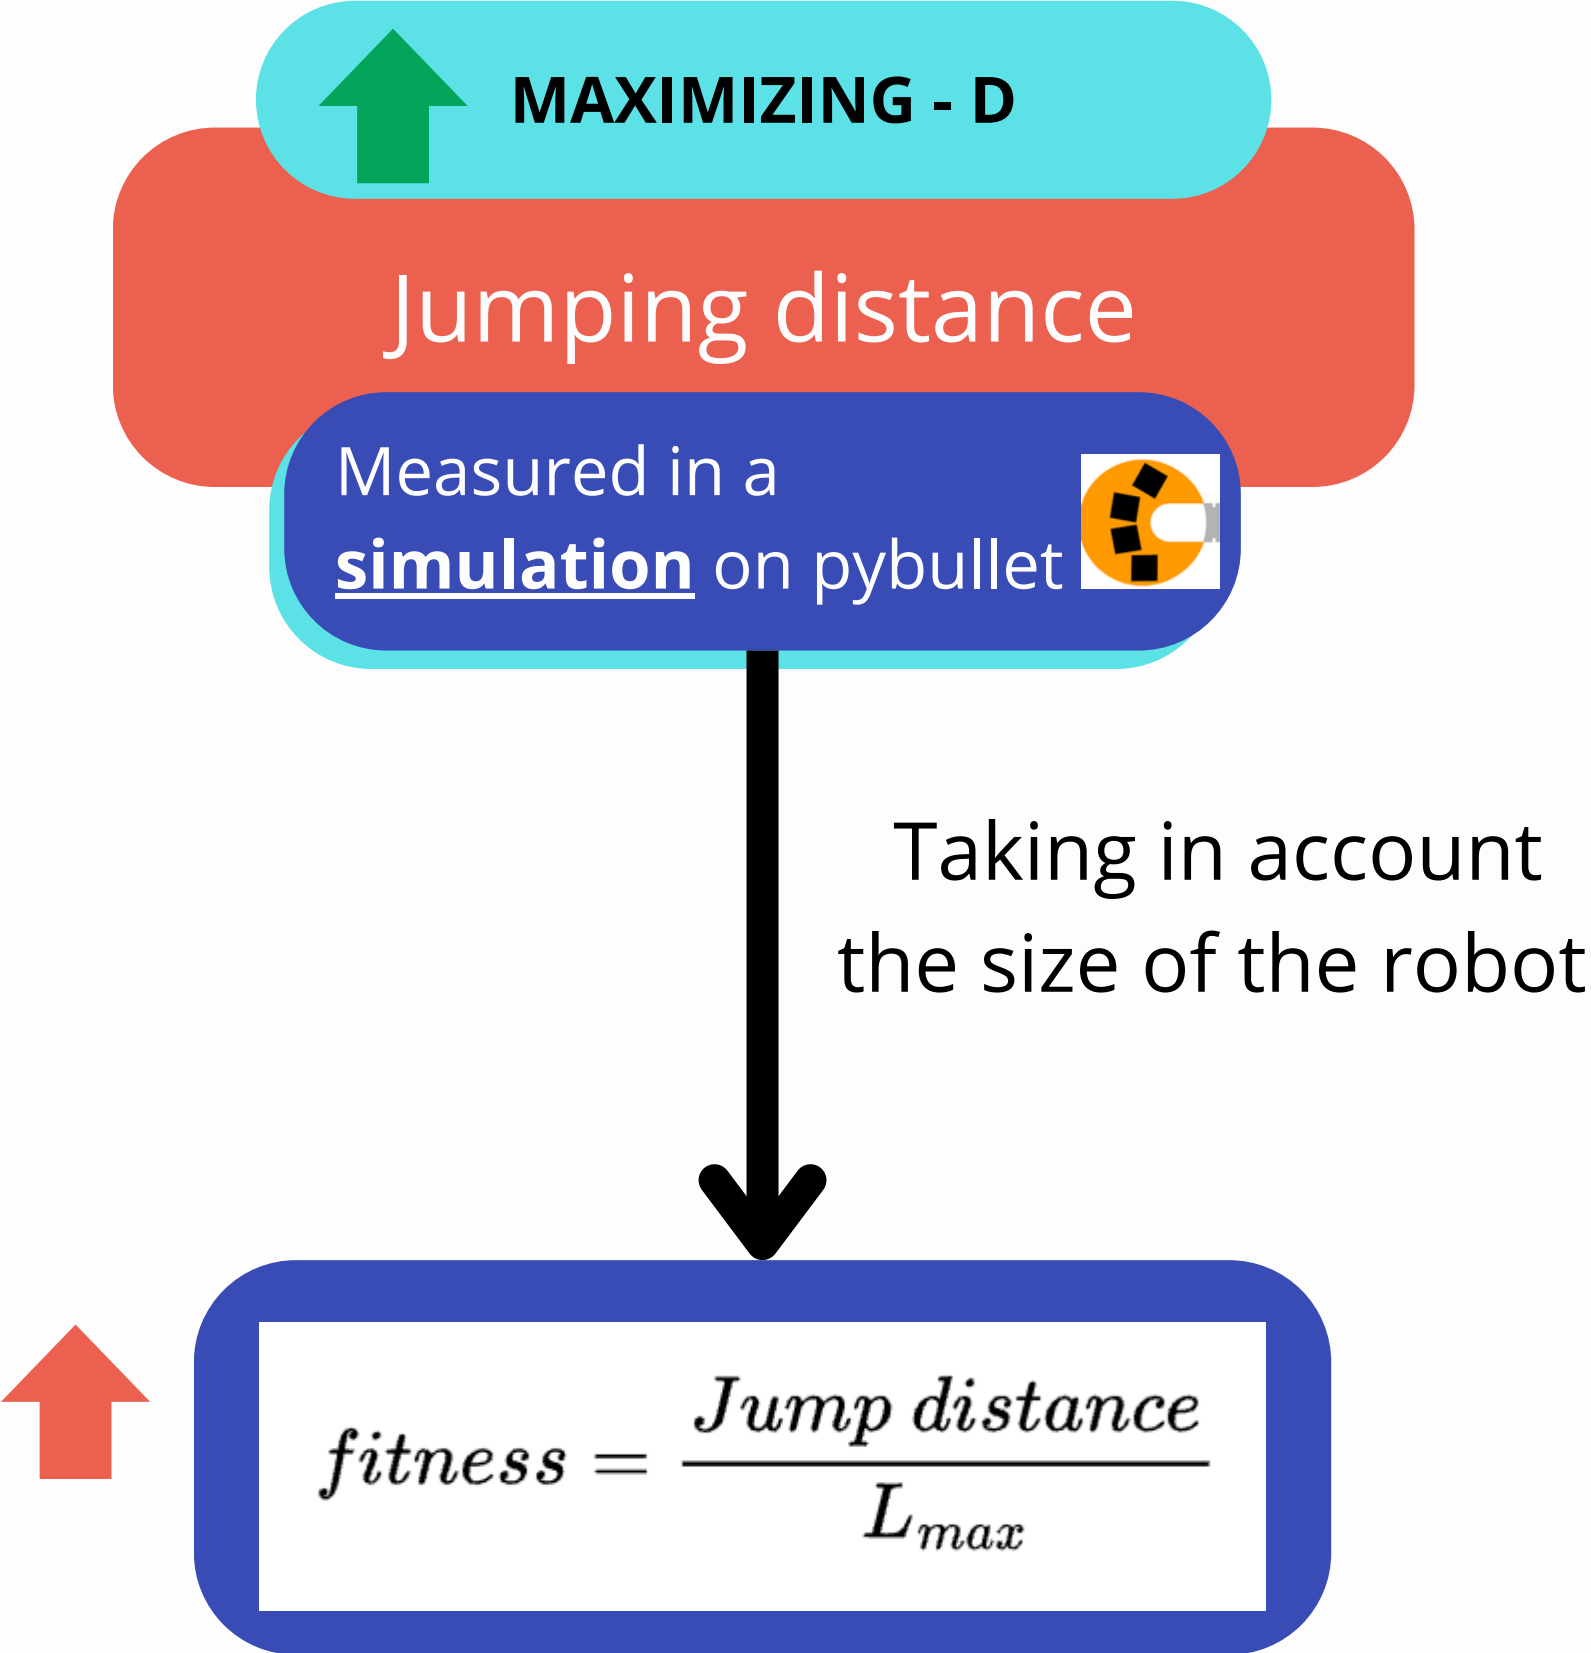 MAXIMIZING - D
Jumping distance
Measured in a
simulation on pybullet
Taking in account
the size of the robot
fitness = Jump distance / L_max